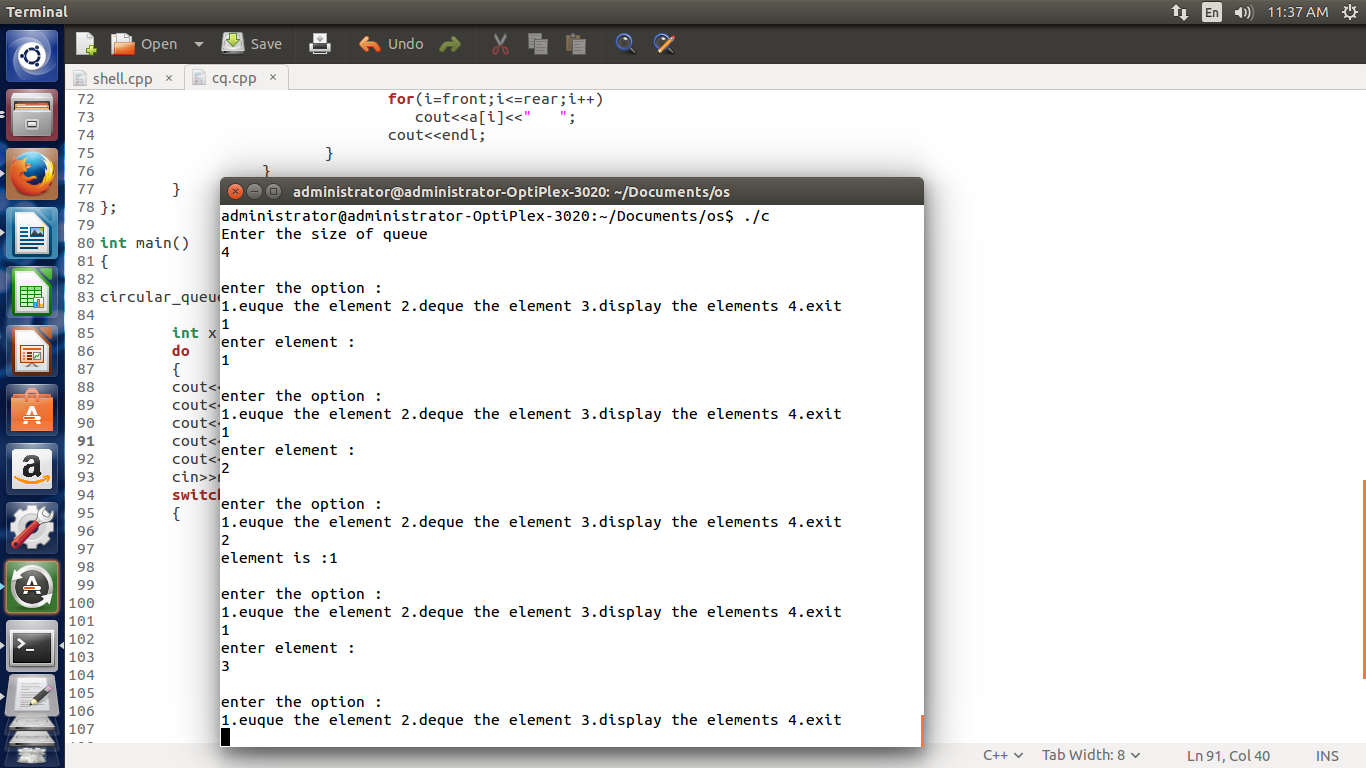 Terminal
En
11:37 AM
Open
Save
Undo
shell.cpp ×
cq.cpp ×
72 for(i=front;i<=rear;i++)
73 cout<<a[i]<<"   ";
74 cout<<endl;
75 }
76 }
77 }
78 };
79
80 int main()
81 {
82
83 circular_queue
84
85 int x
86 do
87 {
88 cout<<
89 cout<<
90 cout<<
91 cout<<
92 cout<<
93 cin>>
94 switch
95 {
96
97
98
99
100
101
102
103
104
105
106
107
administrator@administrator-OptiPlex-3020: ~/Documents/os
administrator@administrator-OptiPlex-3020:~/Documents/os$ ./c
Enter the size of queue
4
enter the option :
1.euque the element 2.deque the element 3.display the elements 4.exit
1
enter element :
1
enter the option :
1.euque the element 2.deque the element 3.display the elements 4.exit
1
enter element :
2
enter the option :
1.euque the element 2.deque the element 3.display the elements 4.exit
2
element is :1
enter the option :
1.euque the element 2.deque the element 3.display the elements 4.exit
1
enter element :
3
enter the option :
1.euque the element 2.deque the element 3.display the elements 4.exit
C++
Tab Width: 8
Ln 91, Col 40
INS